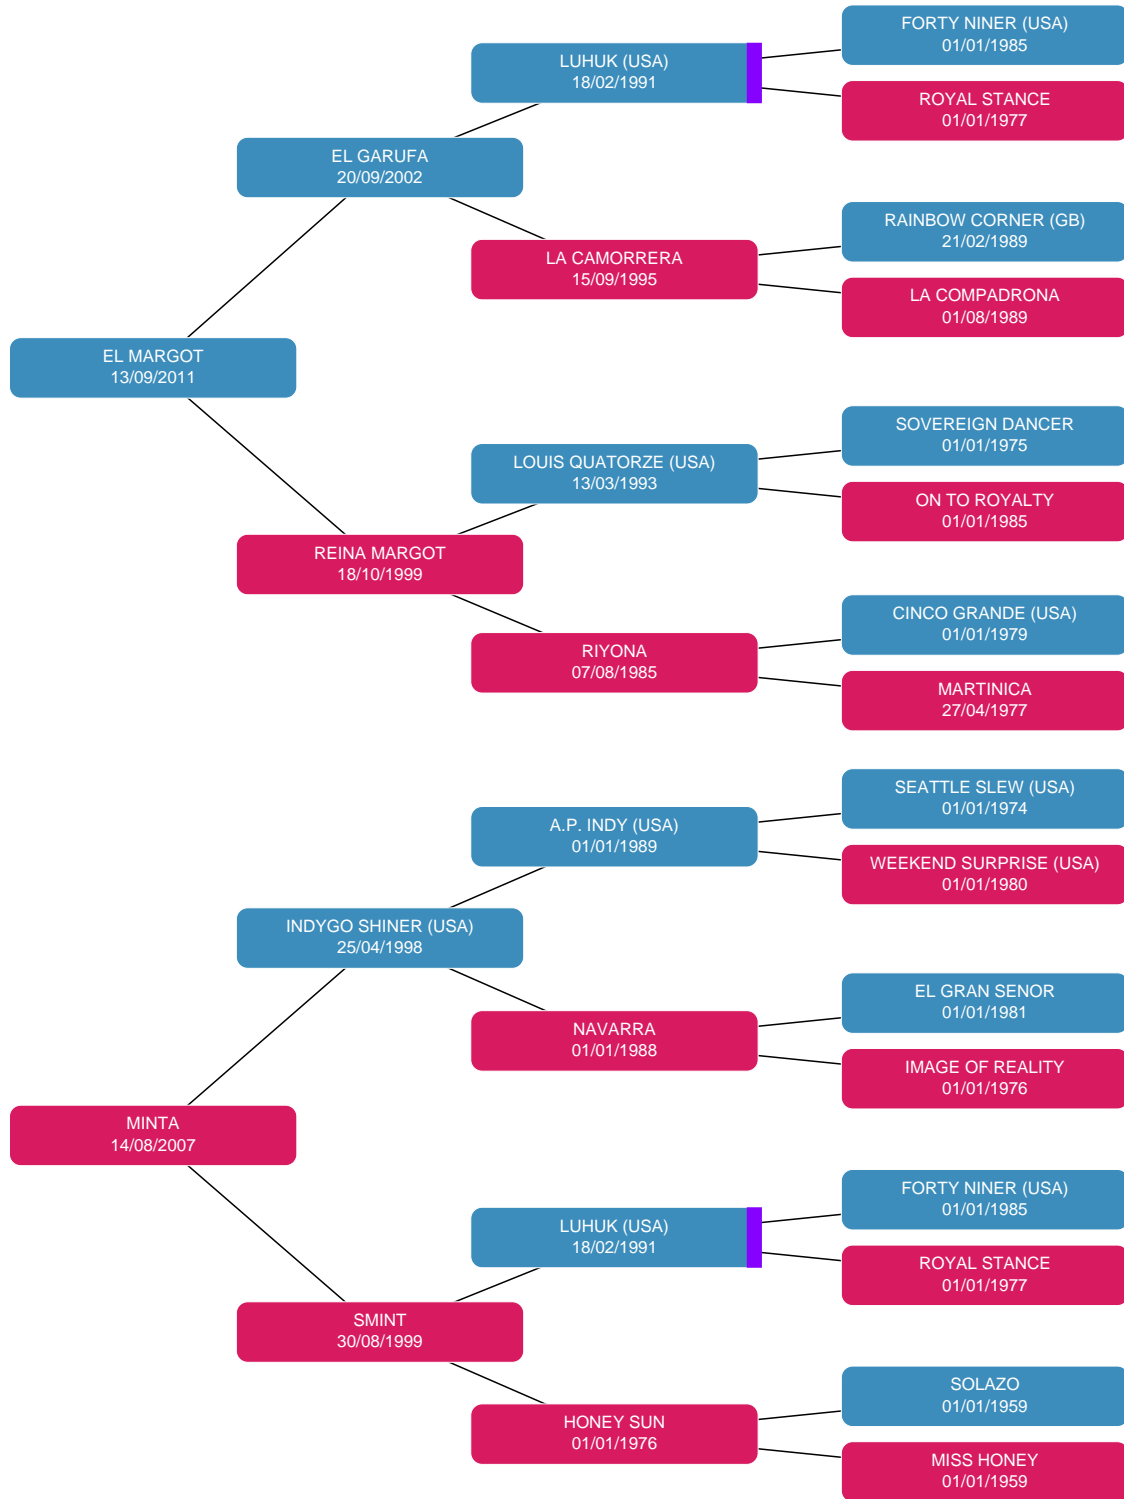 FORTY NINER (USA)
01/01/1985
LUHUK (USA)
18/02/1991
ROYAL STANCE
01/01/1977
EL GARUFA
20/09/2002
RAINBOW CORNER (GB)
21/02/1989
LA CAMORRERA
15/09/1995
LA COMPADRONA
01/08/1989
EL MARGOT
13/09/2011
SOVEREIGN DANCER
01/01/1975
LOUIS QUATORZE (USA)
13/03/1993
ON TO ROYALTY
01/01/1985
REINA MARGOT
18/10/1999
CINCO GRANDE (USA)
01/01/1979
RIYONA
07/08/1985
MARTINICA
27/04/1977
SEATTLE SLEW (USA)
01/01/1974
A.P. INDY (USA)
01/01/1989
WEEKEND SURPRISE (USA)
01/01/1980
INDYGO SHINER (USA)
25/04/1998
EL GRAN SENOR
01/01/1981
NAVARRA
01/01/1988
IMAGE OF REALITY
01/01/1976
MINTA
14/08/2007
FORTY NINER (USA)
01/01/1985
LUHUK (USA)
18/02/1991
ROYAL STANCE
01/01/1977
SMINT
30/08/1999
SOLAZO
01/01/1959
HONEY SUN
01/01/1976
MISS HONEY
01/01/1959